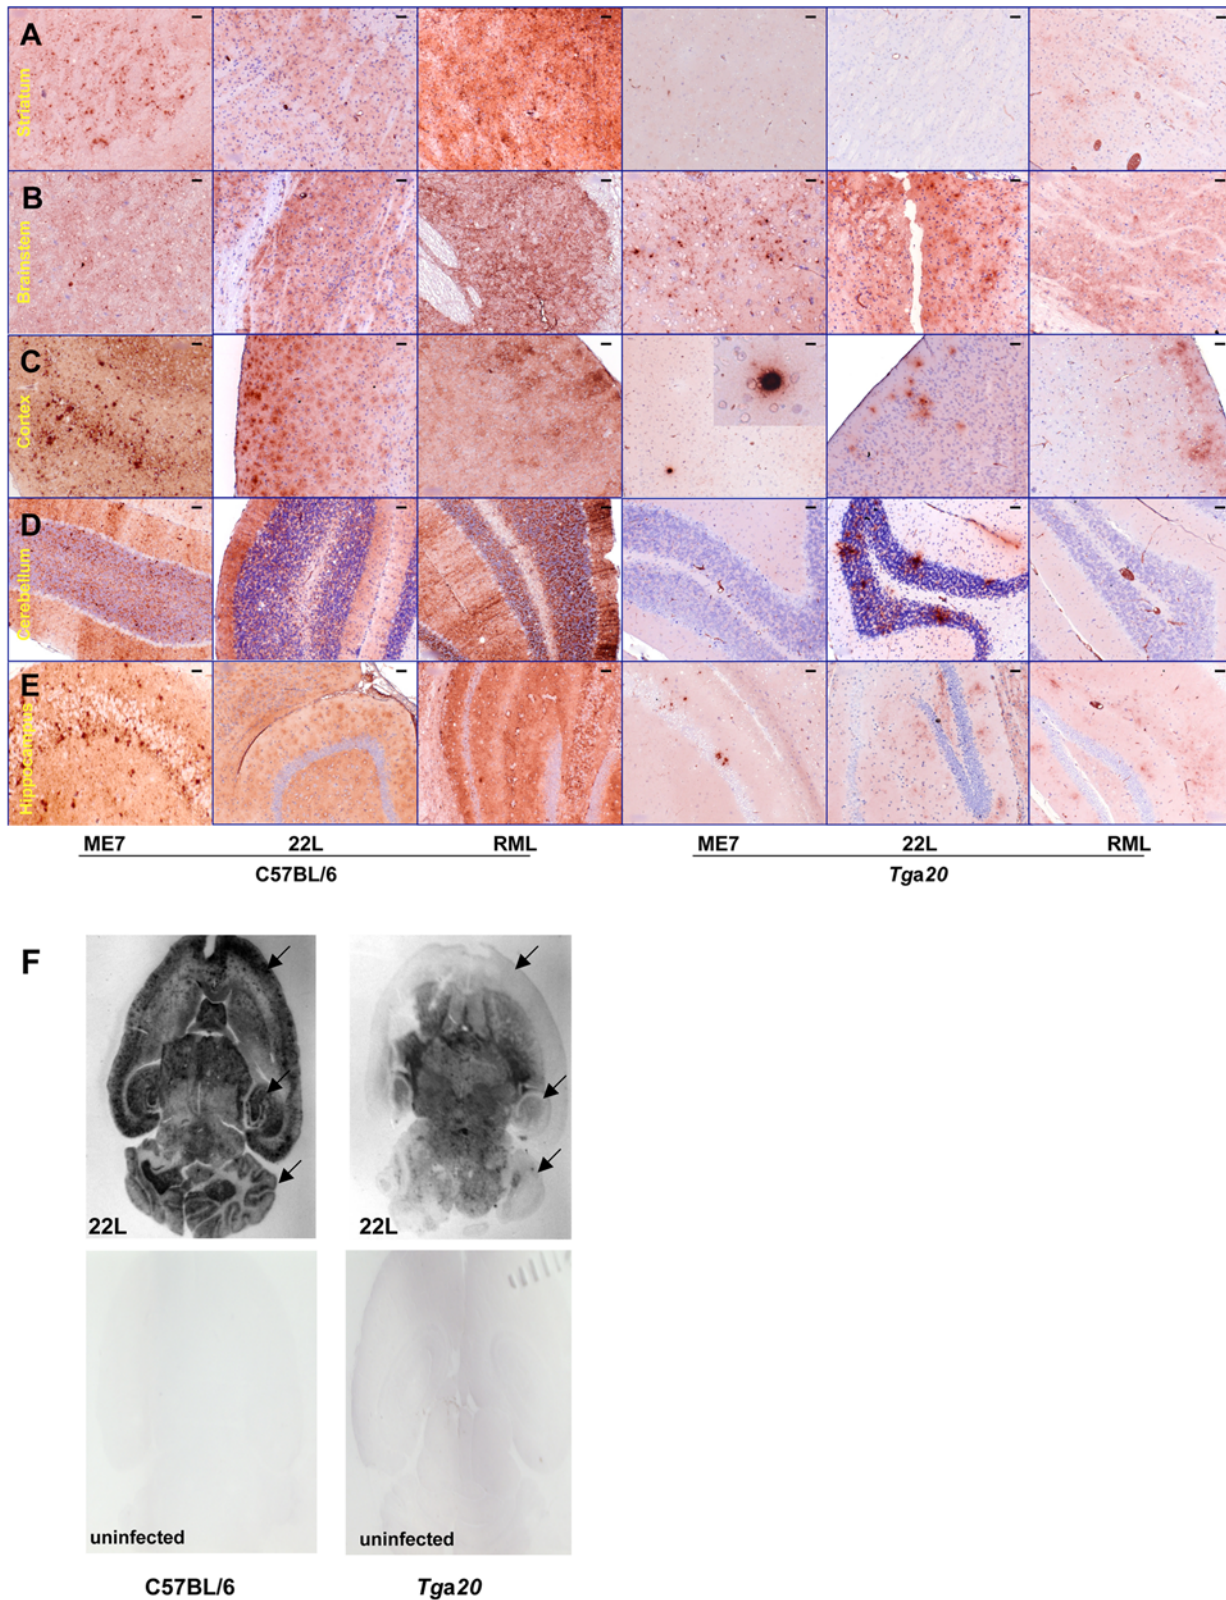 A
Striatum
B
Brainstem
C
Cortex
D
Cerebellum
E
Hippocampus
ME7 22L RML ME7 22L RML
C57BL/6 Tga20
F
22L 22L
uninfected uninfected
C57BL/6 Tga20